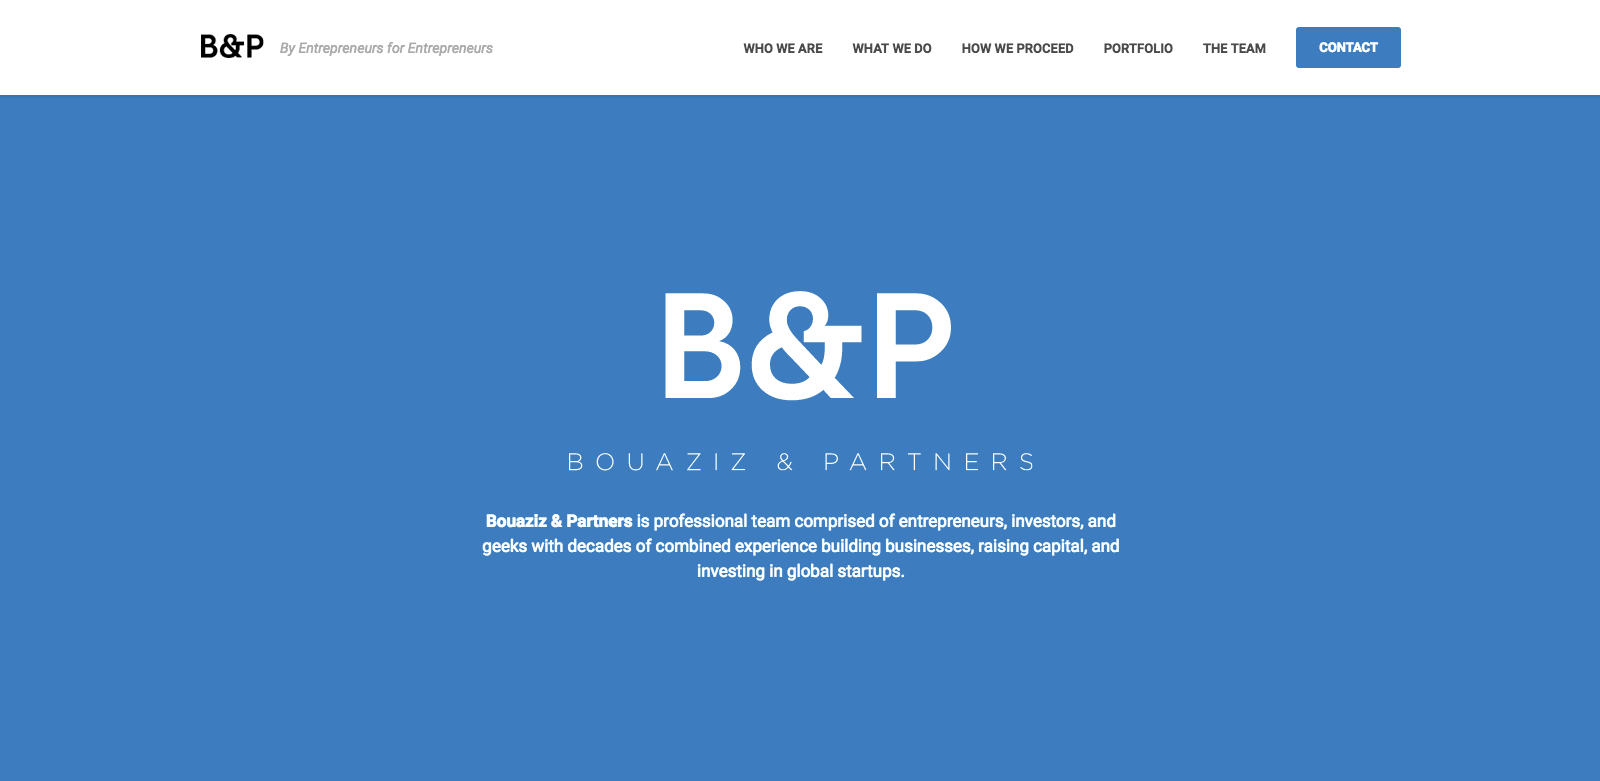 B&P By Entrepreneurs for Entrepreneurs WHO WE ARE WHAT WE DO HOW WE PROCEED PORTFOLIO THE TEAM CONTACT
B&P
BOUAZIZ & PARTNERS
Bouaziz & Partners is professional team comprised of entrepreneurs, investors, and
geeks with decades of combined experience building businesses, raising capital, and
investing in global startups.